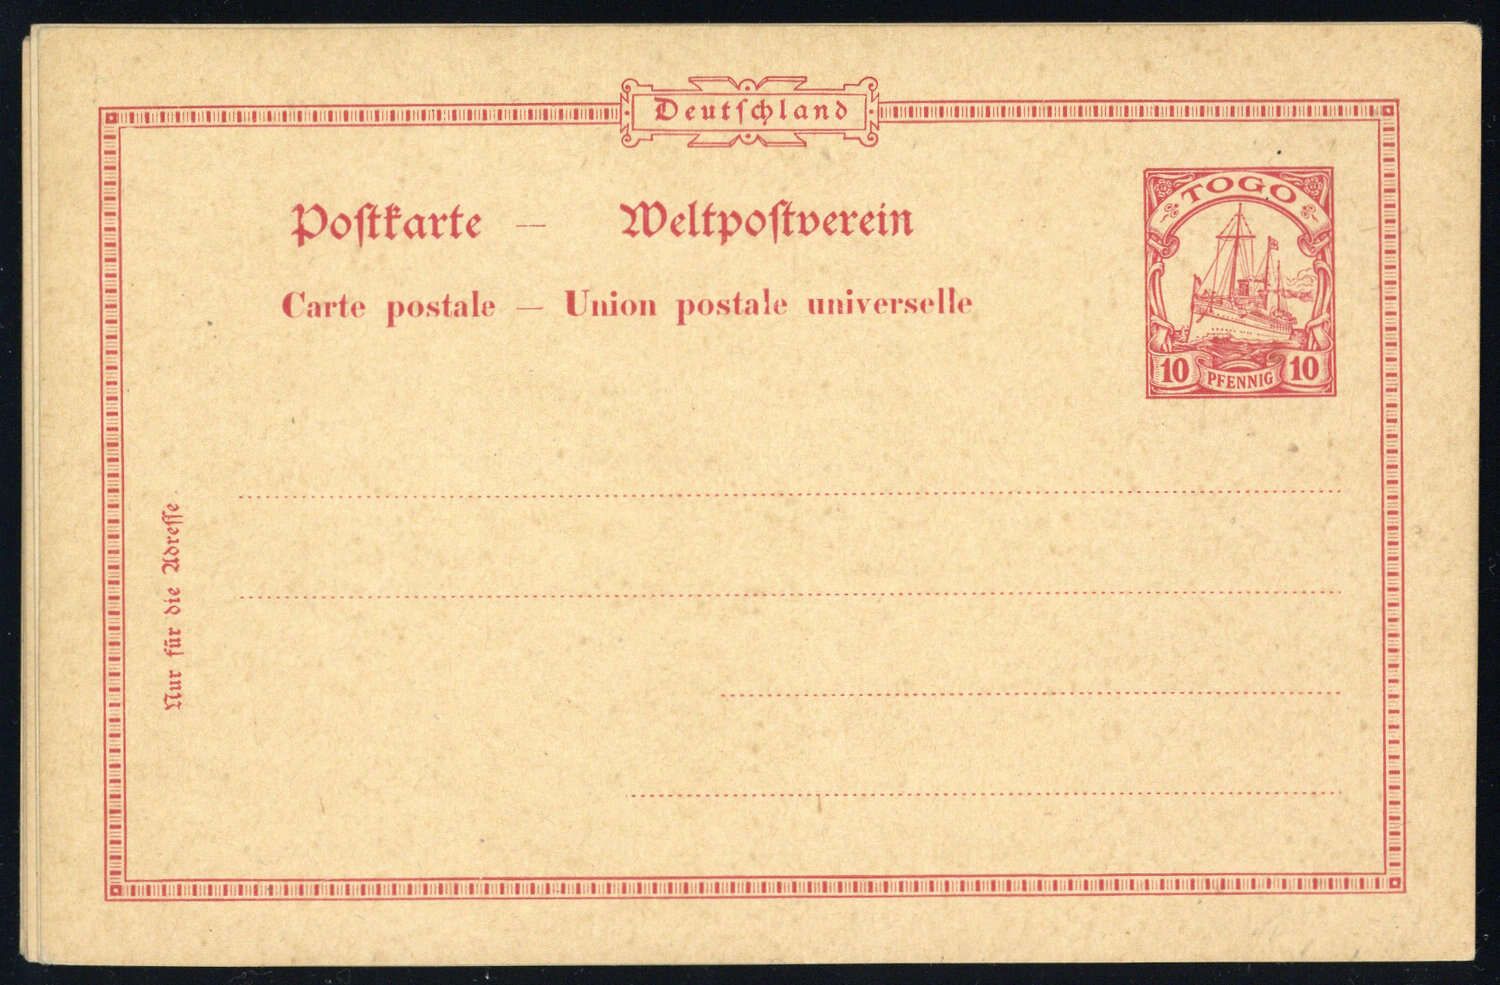 Deutschland
Postkarte — Weltpostverein
Carte postale — Union postale universelle
TOGO
10 PFENNIG 10
Nur für die Adresse